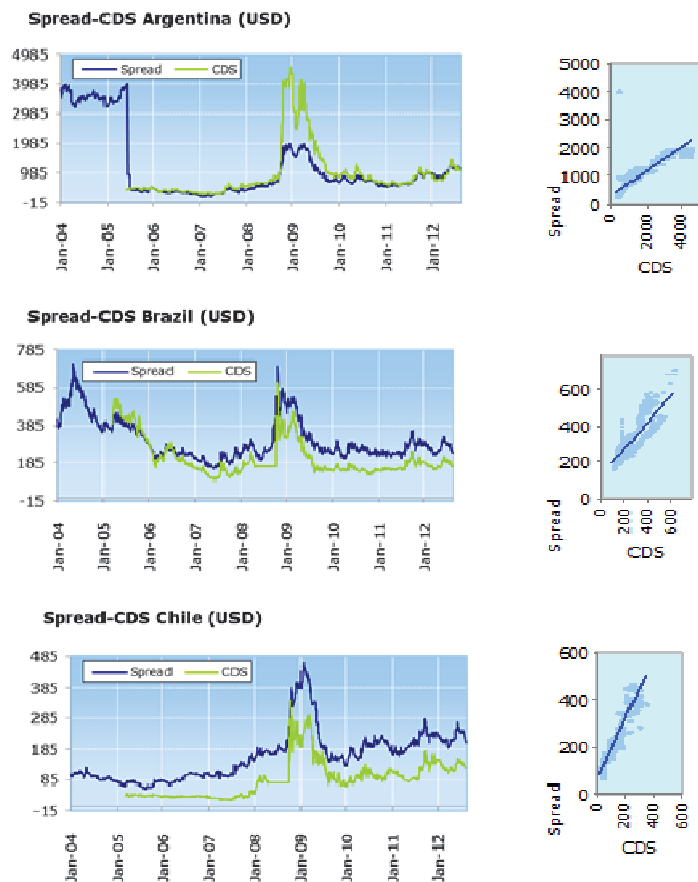 Spread-CDS Argentina (USD)
4985
3985
2985
1985
985
-15
Spread
CDS
Jan-04
Jan-05
Jan-06
Jan-07
Jan-08
Jan-09
Jan-10
Jan-11
Jan-12
5000
4000
3000
2000
1000
0
Spread
0
2000
4000
CDS
Spread-CDS Brazil (USD)
785
585
385
185
-15
Spread
CDS
Jan-04
Jan-05
Jan-06
Jan-07
Jan-08
Jan-09
Jan-10
Jan-11
Jan-12
600
400
200
0
Spread
200
400
600
CDS
Spread-CDS Chile (USD)
485
385
285
185
85
-15
Spread
CDS
Jan-04
Jan-05
Jan-06
Jan-07
Jan-08
Jan-09
Jan-10
Jan-11
Jan-12
600
400
200
0
Spread
0
200
400
600
CDS